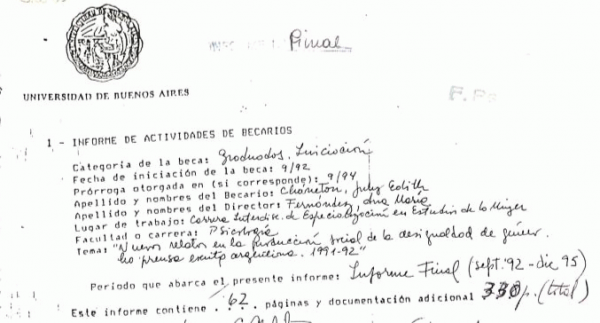 Final
UNIVERSIDAD DE BUENOS AIRES
1 - INFORME DE ACTIVIDADES DE BECARIOS
Categoría de la beca: Graduados. Iniciación
Fecha de iniciación de la beca: 9/92
Prórroga otorgada en (si corresponde): 9/94
Apellido y nombres del Becario: Chaneton, July Edith
Apellido y nombres del Director: Fernández, Ana María
Lugar de trabajo: Carrera Interdisc. de Especialización en Estudios de la Mujer
Facultad o carrera: Psicología
Tema: "Nuevos relatos en la producción social de la desigualdad de género.
La prensa escrita argentina. 1991-92"
Período que abarca el presente informe: Informe Final (sept. '92 - dic 95)
Este informe contiene ...62... páginas y documentación adicional 330 p. (total)